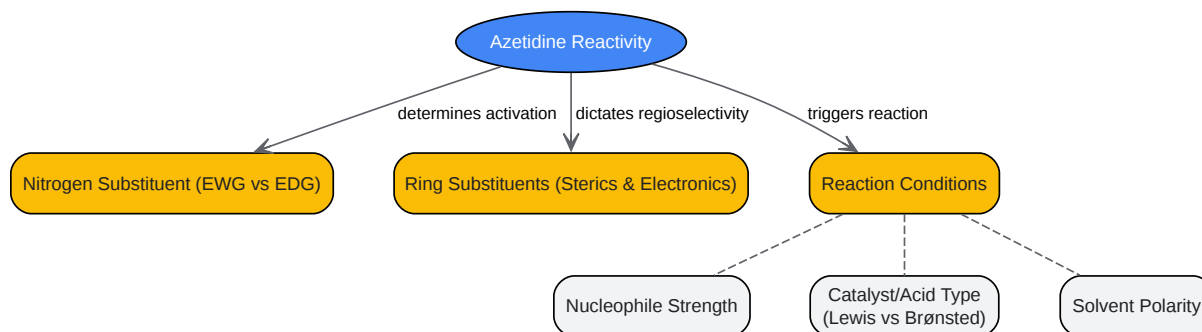 Azetidine Reactivity
determines activation
dictates regioselectivity
triggers reaction
Nitrogen Substituent (EWG vs EDG)
Ring Substituents (Sterics & Electronics)
Reaction Conditions
Nucleophile Strength
Catalyst/Acid Type
(Lewis vs Brønsted)
Solvent Polarity